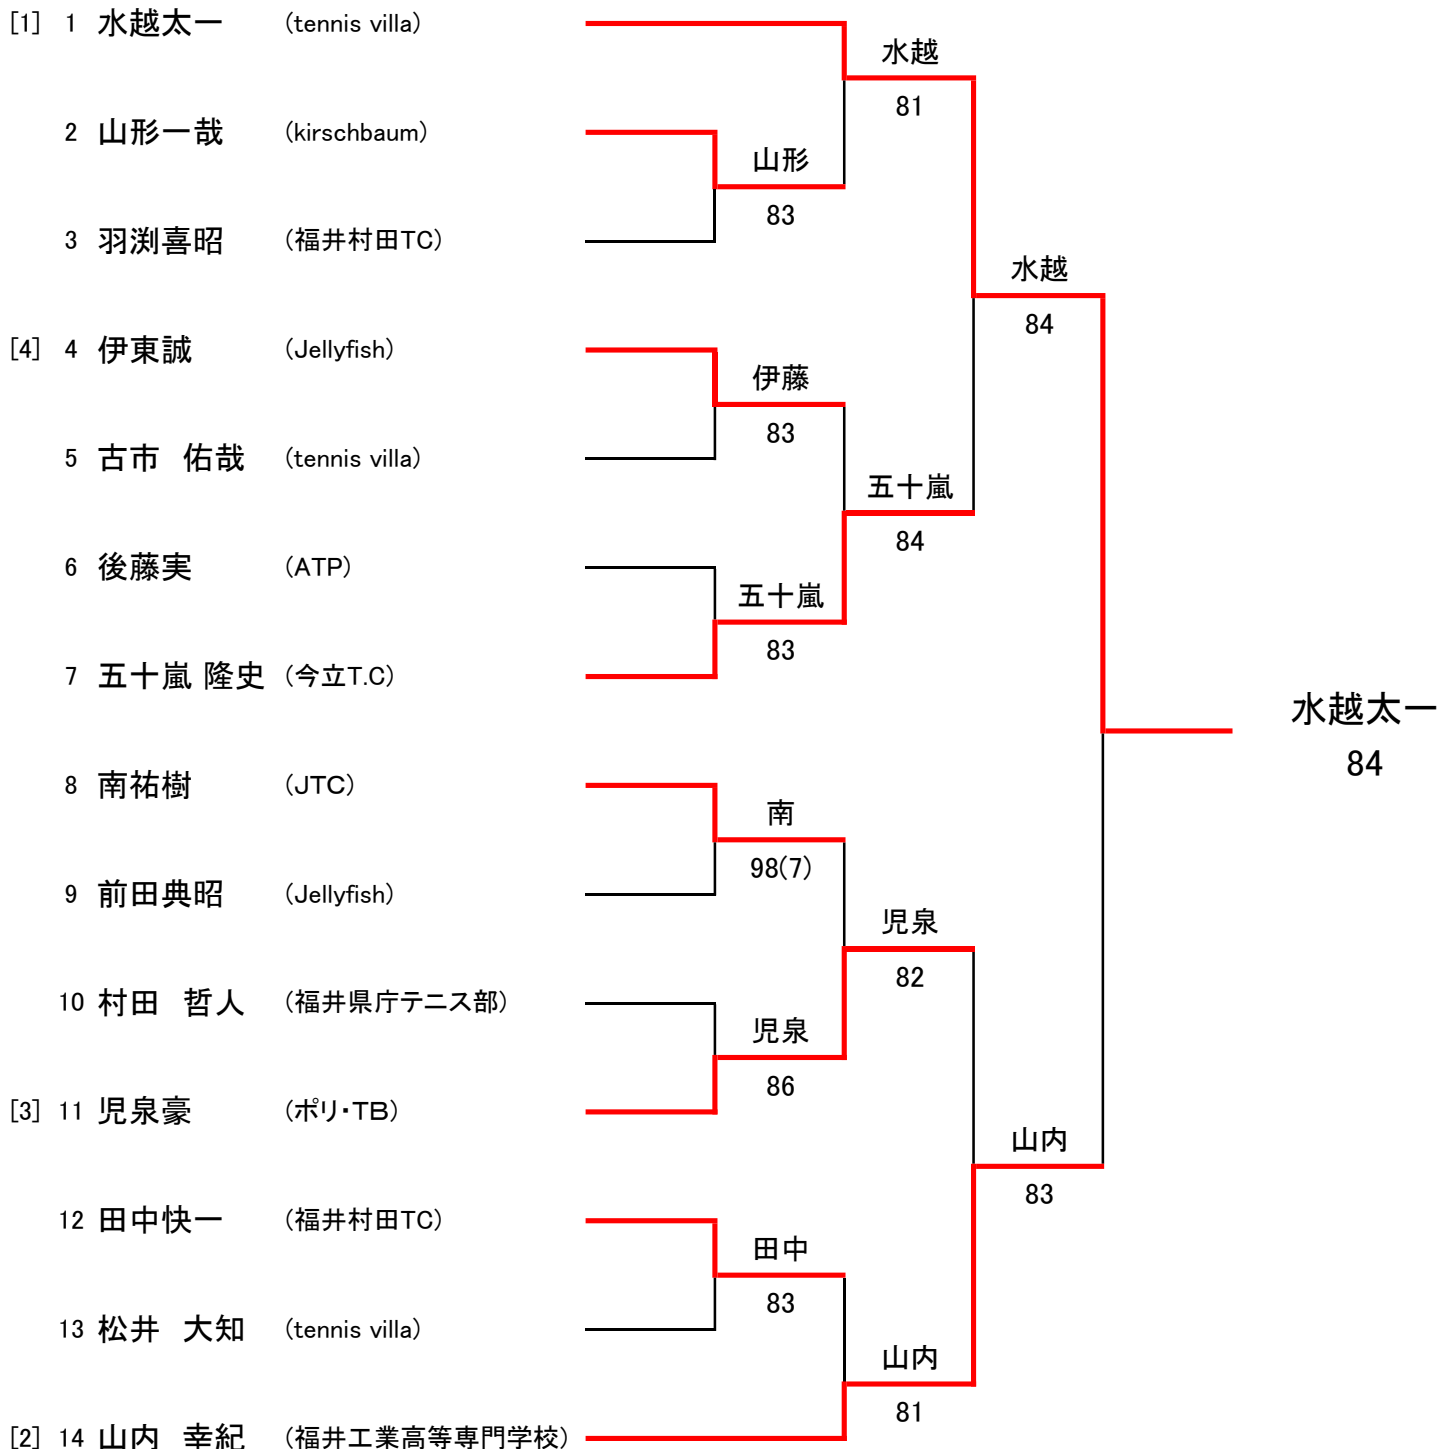 [1] 1 水越太一 (tennis villa)
水越
81
2 山形一哉 (kirschbaum)
山形
83
3 羽渕喜昭 (福井村田TC)
水越
84
[4] 4 伊東誠 (Jellyfish)
伊藤
83
5 古市 佑哉 (tennis villa)
五十嵐
84
6 後藤実 (ATP)
五十嵐
83
7 五十嵐 隆史 (今立T.C)
水越太一
84
8 南祐樹 (JTC)
南
98(7)
9 前田典昭 (Jellyfish)
児泉
82
10 村田 哲人 (福井県庁テニス部)
児泉
86
[3] 11 児泉豪 (ポリ・TB)
山内
83
12 田中快一 (福井村田TC)
田中
83
13 松井 大知 (tennis villa)
山内
81
[2] 14 山内 幸紀 (福井工業高等専門学校)